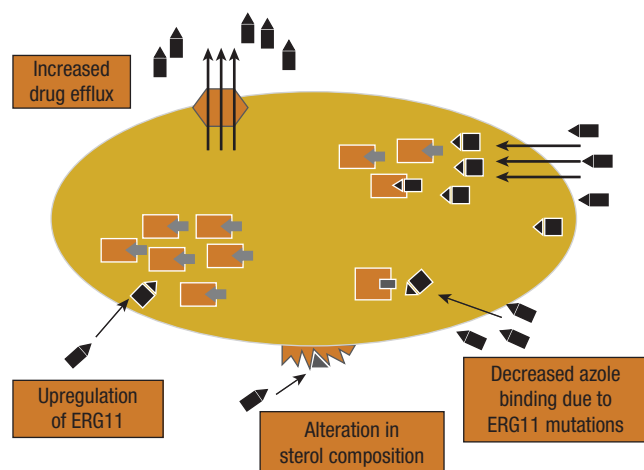 Increased
drug efflux
Upregulation
of ERG11
Alteration in
sterol composition
Decreased azole
binding due to
ERG11 mutations